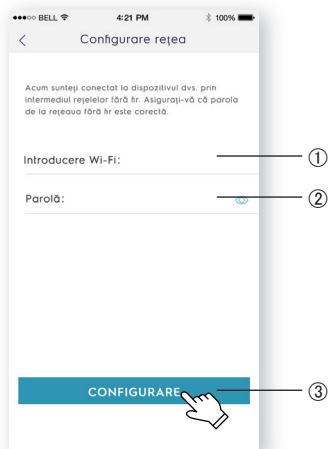 BELL 4:21 PM 100%
Configurare rețea
Acum sunteți conectat la dispozitivul dvs. prin
intermediul rețelelor fără fir. Asigurați-vă că parola
de la rețeaua fără fir este corectă.
Introducere Wi-Fi: ①
Parolă: ②
CONFIGURARE ③